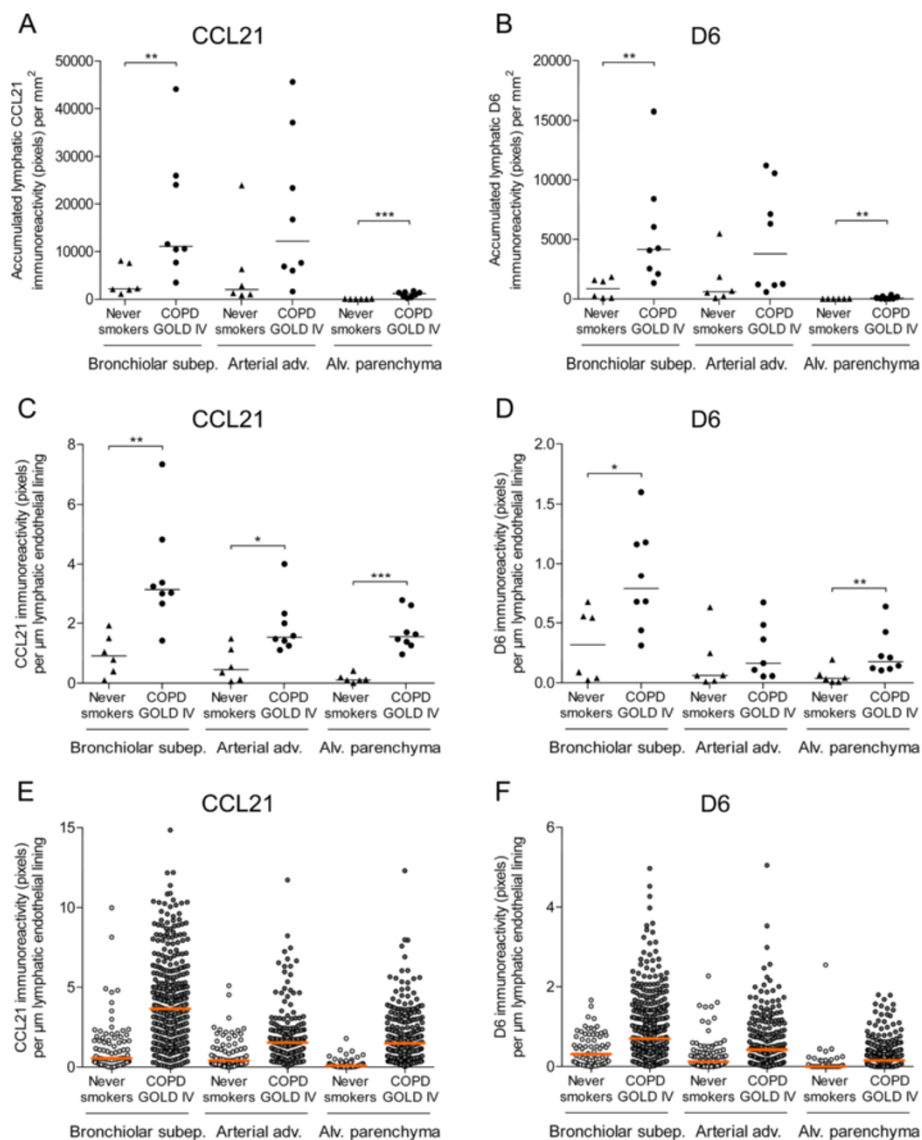 A
CCL21
Accumulated lymphatic CCL21
immunoreactivity (pixels) per mm²
50000
40000
30000
20000
10000
0
**
***
Never
smokers
COPD
GOLD IV
Never
smokers
COPD
GOLD IV
Never
smokers
COPD
GOLD IV
Bronchiolar subep.
Arterial adv.
Alv. parenchyma
B
D6
Accumulated lymphatic D6
immunoreactivity (pixels) per mm²
20000
15000
10000
5000
0
**
**
Never
smokers
COPD
GOLD IV
Never
smokers
COPD
GOLD IV
Never
smokers
COPD
GOLD IV
Bronchiolar subep.
Arterial adv.
Alv. parenchyma
C
CCL21
CCL21 immunoreactivity (pixels)
per µm lymphatic endothelial lining
8
6
4
2
0
**
*
***
Never
smokers
COPD
GOLD IV
Never
smokers
COPD
GOLD IV
Never
smokers
COPD
GOLD IV
Bronchiolar subep.
Arterial adv.
Alv. parenchyma
D
D6
D6 immunoreactivity (pixels)
per µm lymphatic endothelial lining
2.0
1.5
1.0
0.5
0.0
*
**
Never
smokers
COPD
GOLD IV
Never
smokers
COPD
GOLD IV
Never
smokers
COPD
GOLD IV
Bronchiolar subep.
Arterial adv.
Alv. parenchyma
E
CCL21
CCL21 immunoreactivity (pixels)
per µm lymphatic endothelial lining
15
10
5
0
Never
smokers
COPD
GOLD IV
Never
smokers
COPD
GOLD IV
Never
smokers
COPD
GOLD IV
Bronchiolar subep.
Arterial adv.
Alv. parenchyma
F
D6
D6 immunoreactivity (pixels)
per µm lymphatic endothelial lining
6
4
2
0
Never
smokers
COPD
GOLD IV
Never
smokers
COPD
GOLD IV
Never
smokers
COPD
GOLD IV
Bronchiolar subep.
Arterial adv.
Alv. parenchyma